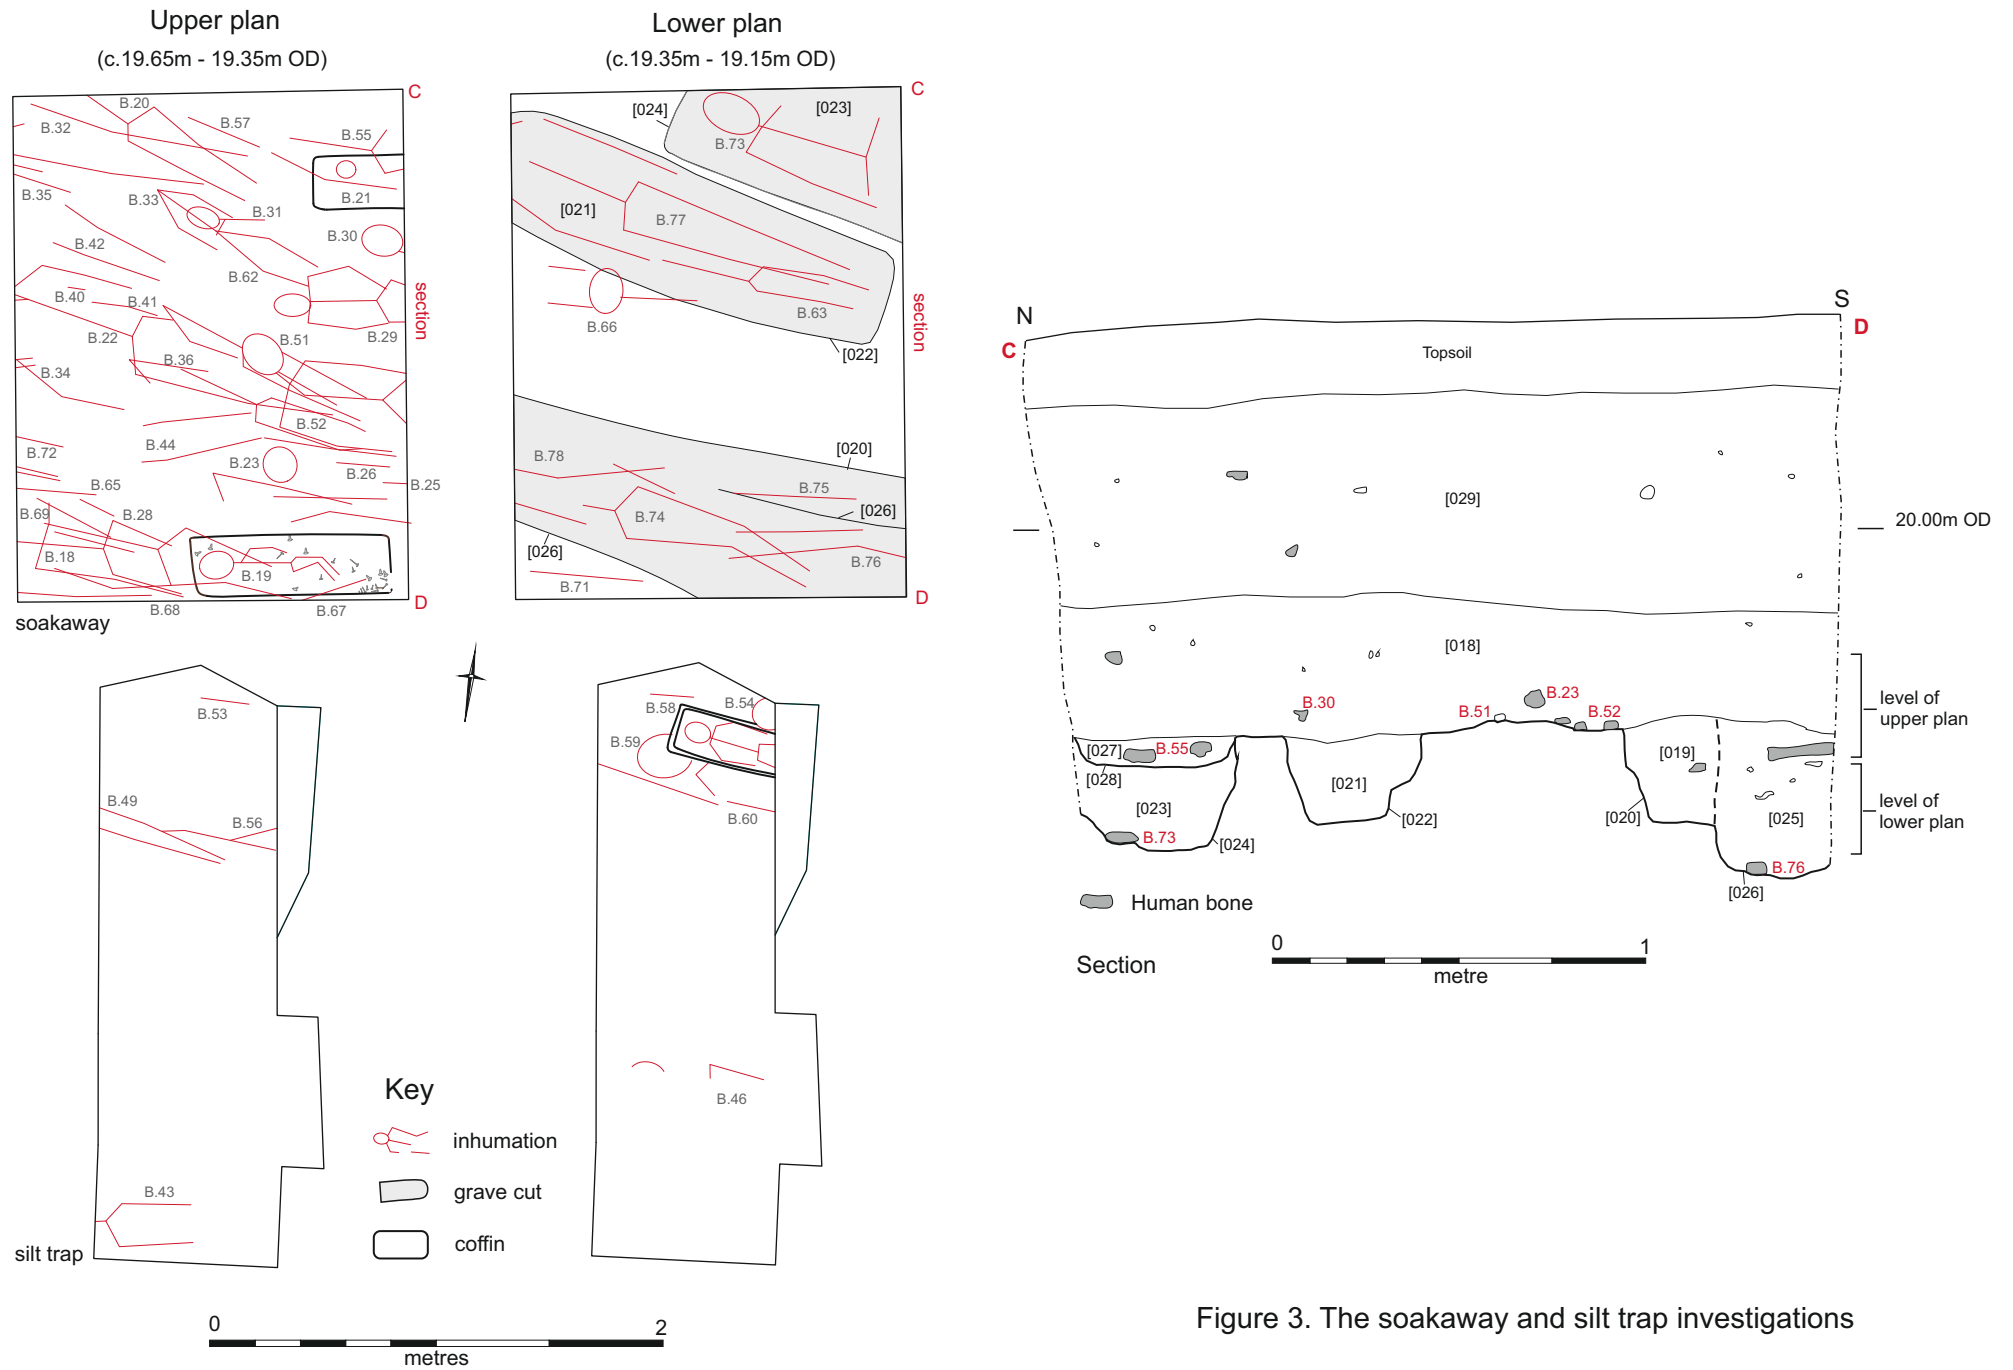 Upper plan
(c.19.65m - 19.35m OD)
C
B.20
B.32
B.57
B.55
B.35
B.33
B.31
B.21
B.42
B.30
B.62
B.40
B.41
section
B.22
B.51
B.29
B.36
B.34
B.52
B.44
B.72
B.23
B.26
B.25
B.65
B.69
B.28
B.18
B.19
B.68
B.67
D
soakaway
B.53
B.49
B.56
B.43
silt trap
Lower plan
(c.19.35m - 19.15m OD)
C
[024]
[023]
B.73
[021]
B.77
B.63
B.66
section
[022]
[020]
B.78
B.75
[026]
B.74
[026]
B.76
B.71
D
B.58
B.54
B.59
B.60
B.46
Key
inhumation
grave cut
coffin
0
2
metres
N
S
C
D
Topsoil
[029]
20.00m OD
[018]
level of
upper plan
B.30
B.23
B.51
B.52
[027]
B.55
[028]
[019]
[021]
[023]
[022]
[020]
[025]
level of
lower plan
B.73
[024]
B.76
[026]
Human bone
Section
0
1
metre
Figure 3. The soakaway and silt trap investigations